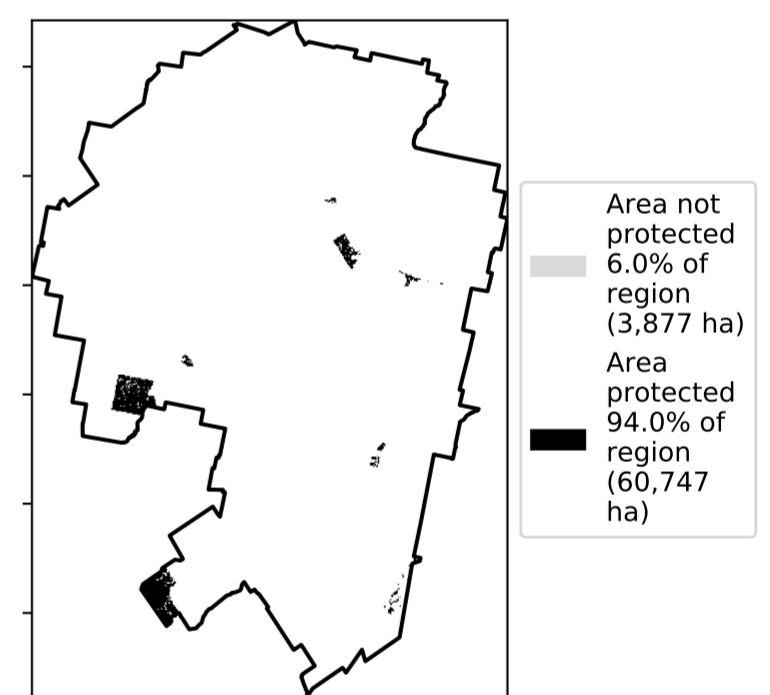 Area not
protected
6.0% of
region
(3,877 ha)
Area
protected
94.0% of
region
(60,747
ha)